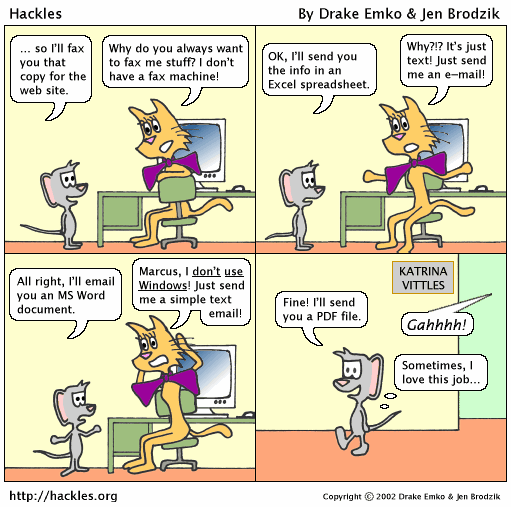 Hackles
By Drake Emko & Jen Brodzik
... so I'll fax
you that
copy for the
web site.
Why do you always want
to fax me stuff? I don't
have a fax machine!
OK, I'll send you
the info in an
Excel spreadsheet.
Why?!? It's just
text! Just send
me an e-mail!
All right, I'll email
you an MS Word
document.
Marcus, I don't use
Windows! Just send
me a simple text
email!
KATRINA
VITTLES
Fine! I'll send
you a PDF file.
Gahhhh!
Sometimes, I
love this job...
http://hackles.org
Copyright © 2002 Drake Emko & Jen Brodzik